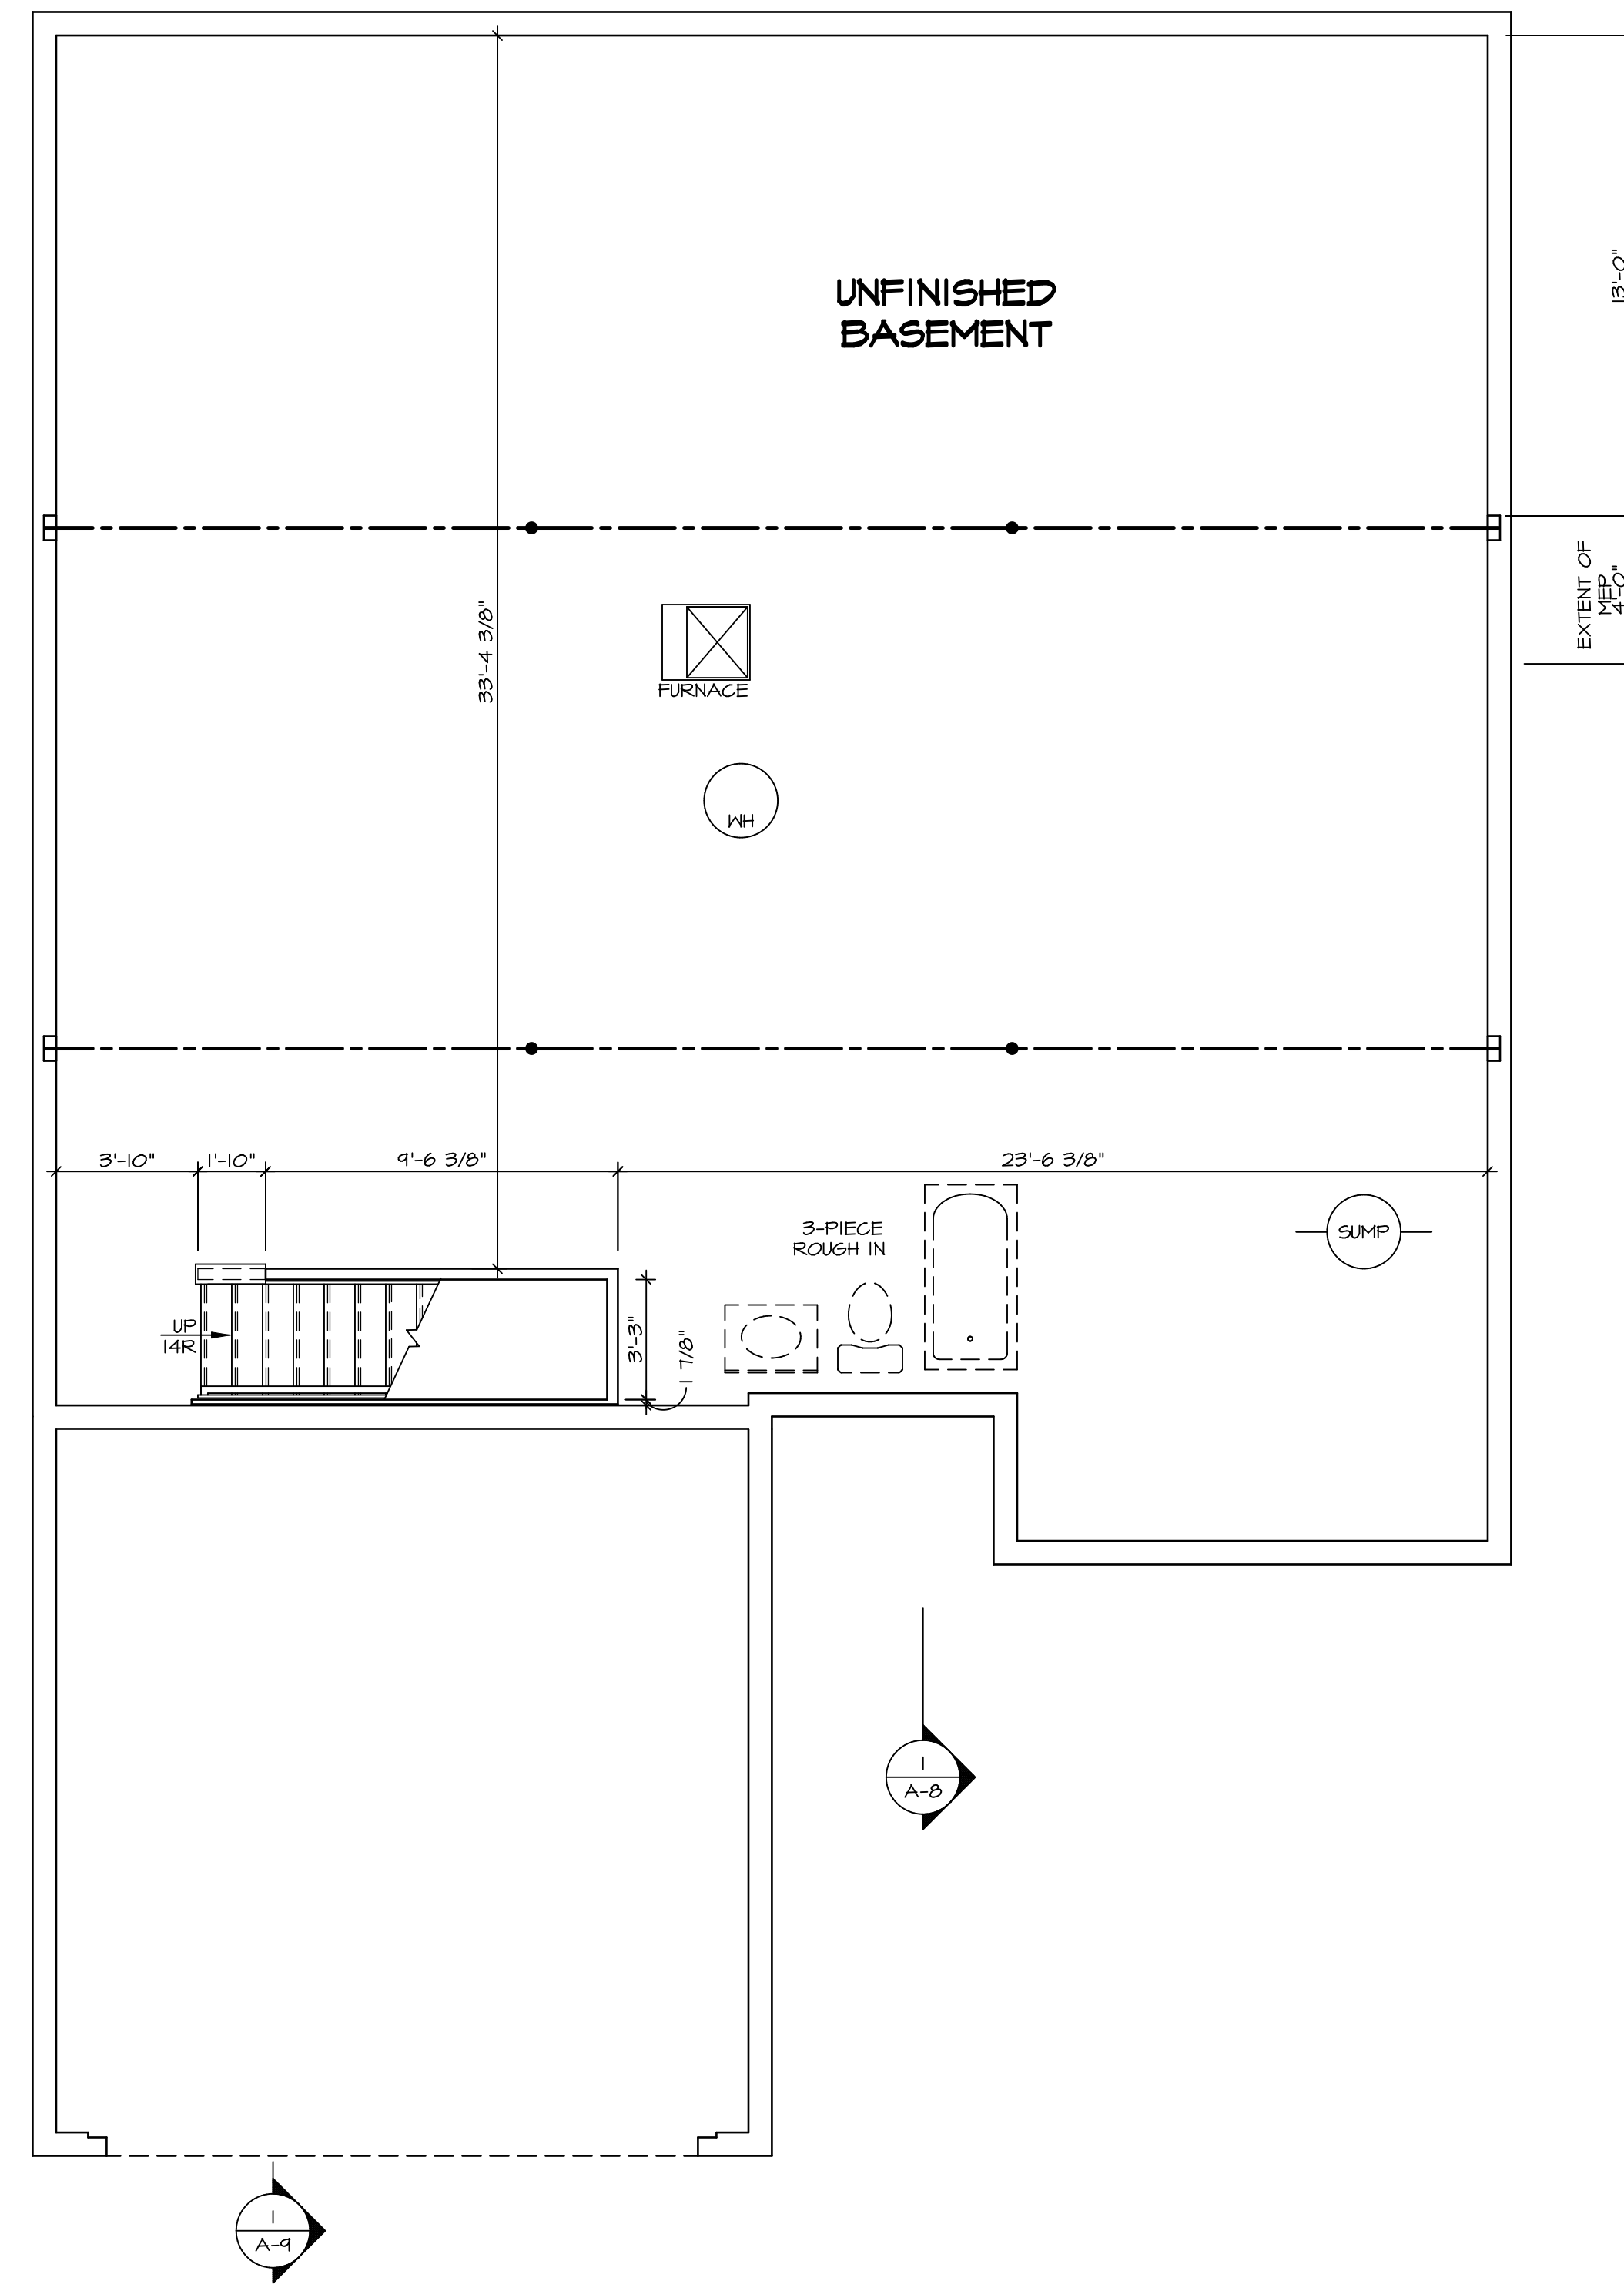 13'-0"
UNFINISHED
BASEMENT
EXTENT OF
MEP
4'-0"
33'-4 3/8"
FURNACE
WH
3'-10"
1'-10"
9'-6 3/8"
23'-6 3/8"
3-PIECE
ROUGH IN
SUMP
UP
14R
3'-3"
1 7/8"
1
A-8
1
A-9